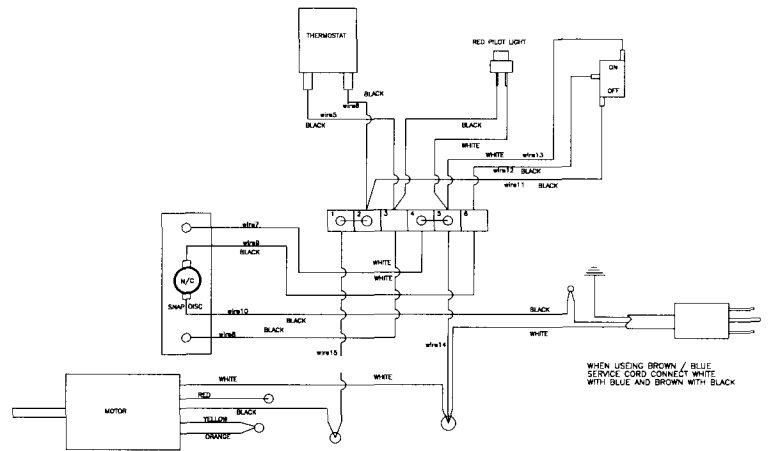 THERMOSTAT
RED PILOT LIGHT
ON
OFF
BLACK
wire6
wire5
BLACK
BLACK
WHITE
WHITE wire13
wire12 BLACK
wire11 BLACK
1 2 3 4 5 6
wire7
wire9
BLACK
WHITE
WHITE
N/C
SNAP DISC
wire10
BLACK
BLACK
wire8
BLACK
WHITE
wire15
wire14
WHEN USEING BROWN / BLUE
SERVICE CORD CONNECT WHITE
WITH BLUE AND BROWN WITH BLACK
MOTOR
WHITE
WHITE
RED
BLACK
YELLOW
ORANGE